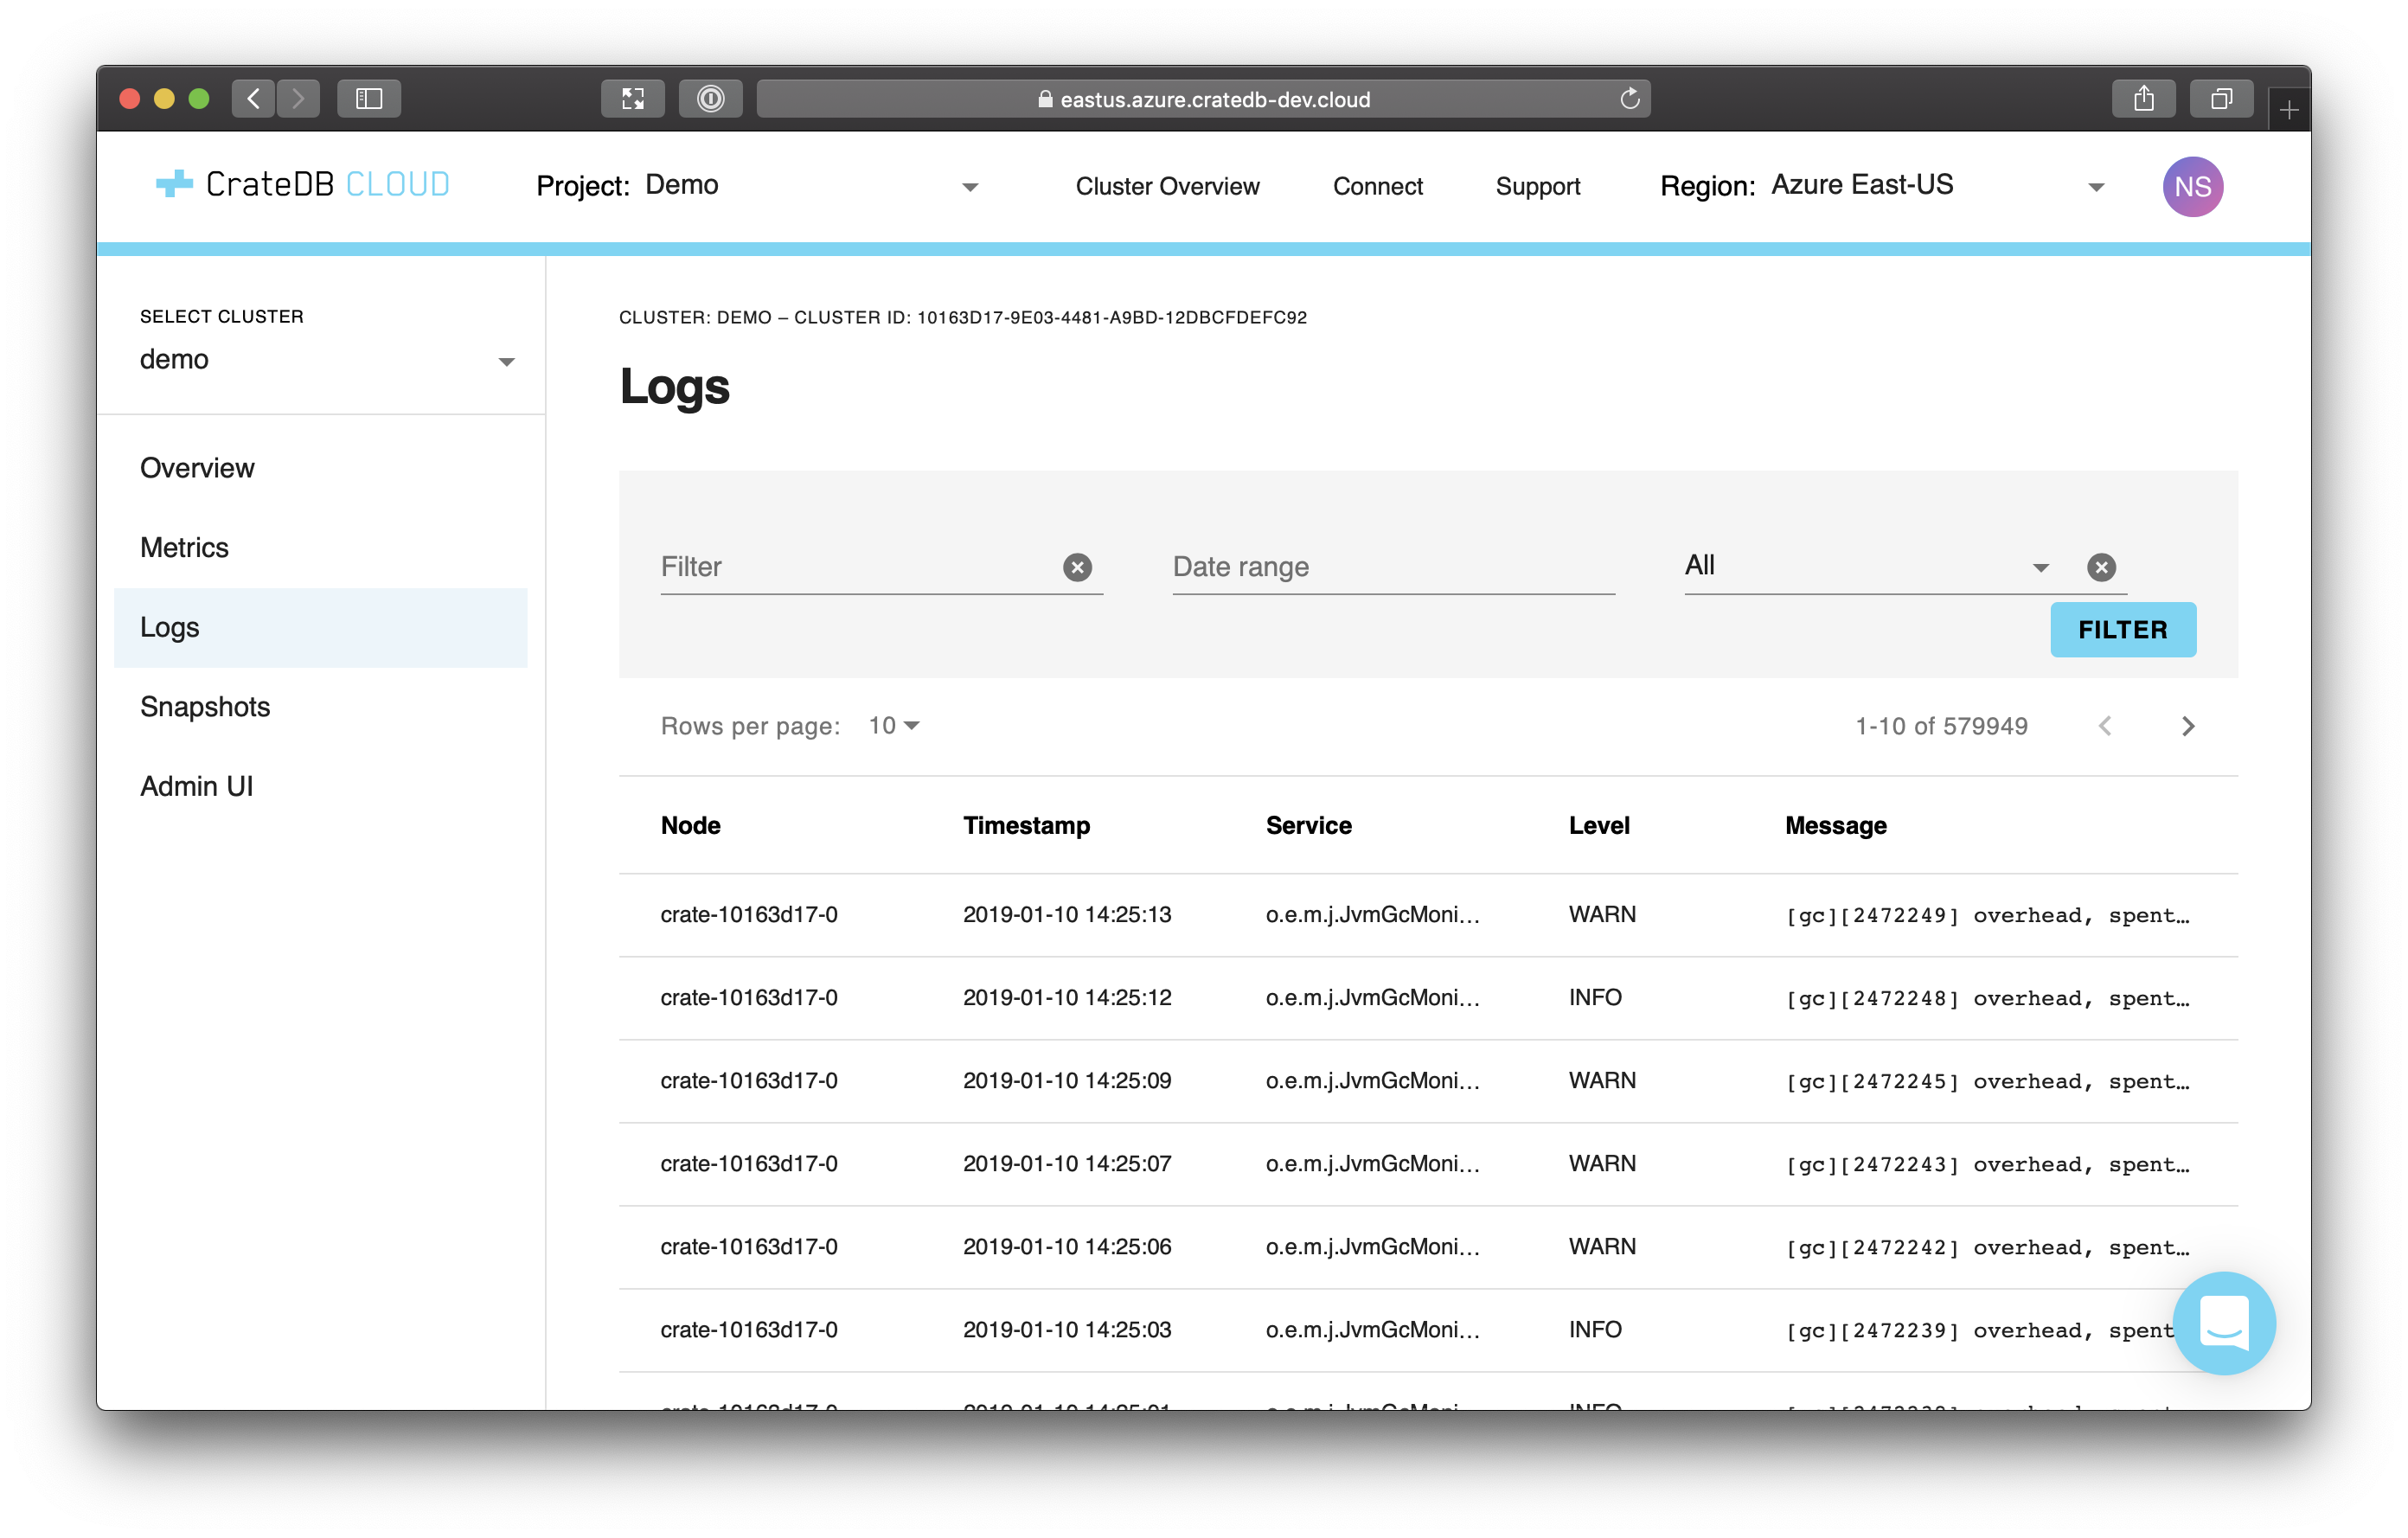 eastus.azure.cratedb-dev.cloud
CrateDB CLOUD
Project: Demo
Cluster Overview
Connect
Support
Region: Azure East-US
NS
SELECT CLUSTER
demo
Overview
Metrics
Logs
Snapshots
Admin UI
CLUSTER: DEMO – CLUSTER ID: 10163D17-9E03-4481-A9BD-12DBCFDEFC92
Logs
Filter
Date range
All
FILTER
Rows per page: 10
1-10 of 579949
Node Timestamp Service Level Message
crate-10163d17-0 2019-01-10 14:25:13 o.e.m.j.JvmGcMoni... WARN [gc][2472249] overhead, spent…
crate-10163d17-0 2019-01-10 14:25:12 o.e.m.j.JvmGcMoni... INFO [gc][2472248] overhead, spent…
crate-10163d17-0 2019-01-10 14:25:09 o.e.m.j.JvmGcMoni... WARN [gc][2472245] overhead, spent…
crate-10163d17-0 2019-01-10 14:25:07 o.e.m.j.JvmGcMoni... WARN [gc][2472243] overhead, spent…
crate-10163d17-0 2019-01-10 14:25:06 o.e.m.j.JvmGcMoni... WARN [gc][2472242] overhead, spent…
crate-10163d17-0 2019-01-10 14:25:03 o.e.m.j.JvmGcMoni... INFO [gc][2472239] overhead, spent